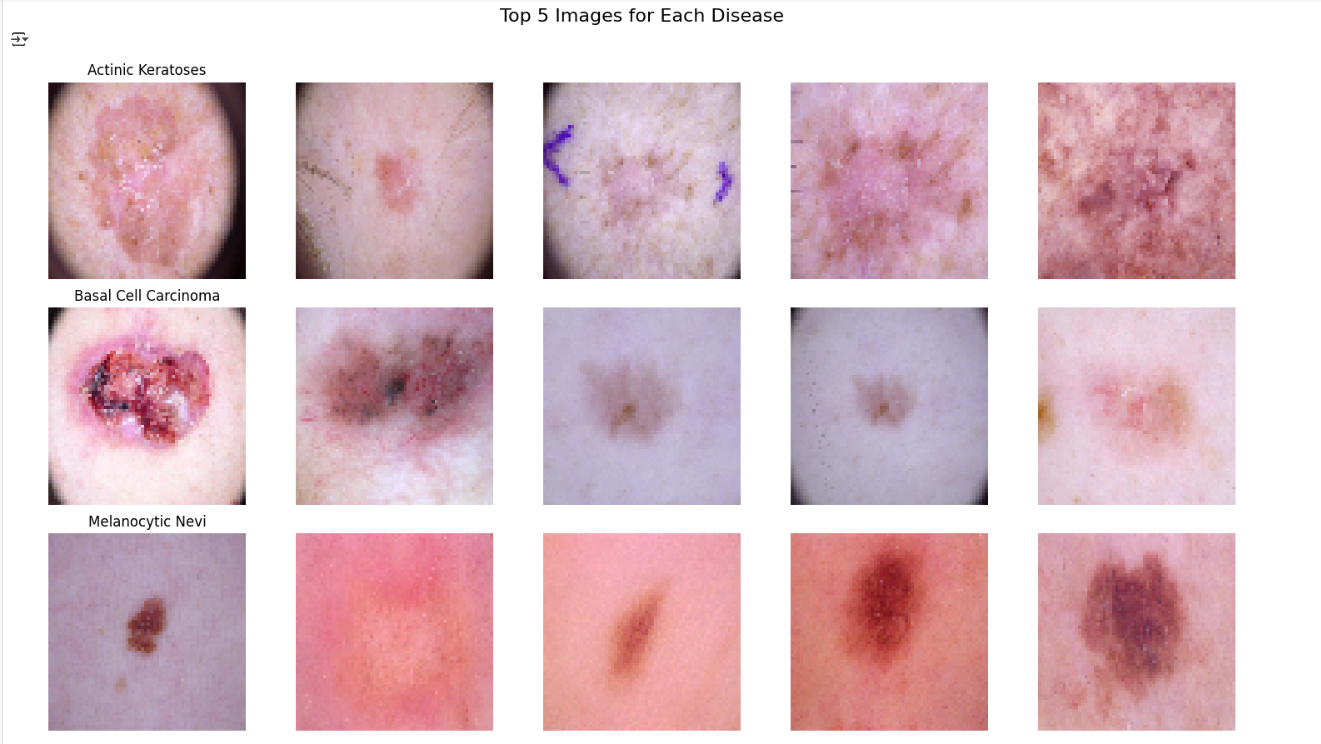 Top 5 Images for Each Disease
Actinic Keratoses
Basal Cell Carcinoma
Melanocytic Nevi